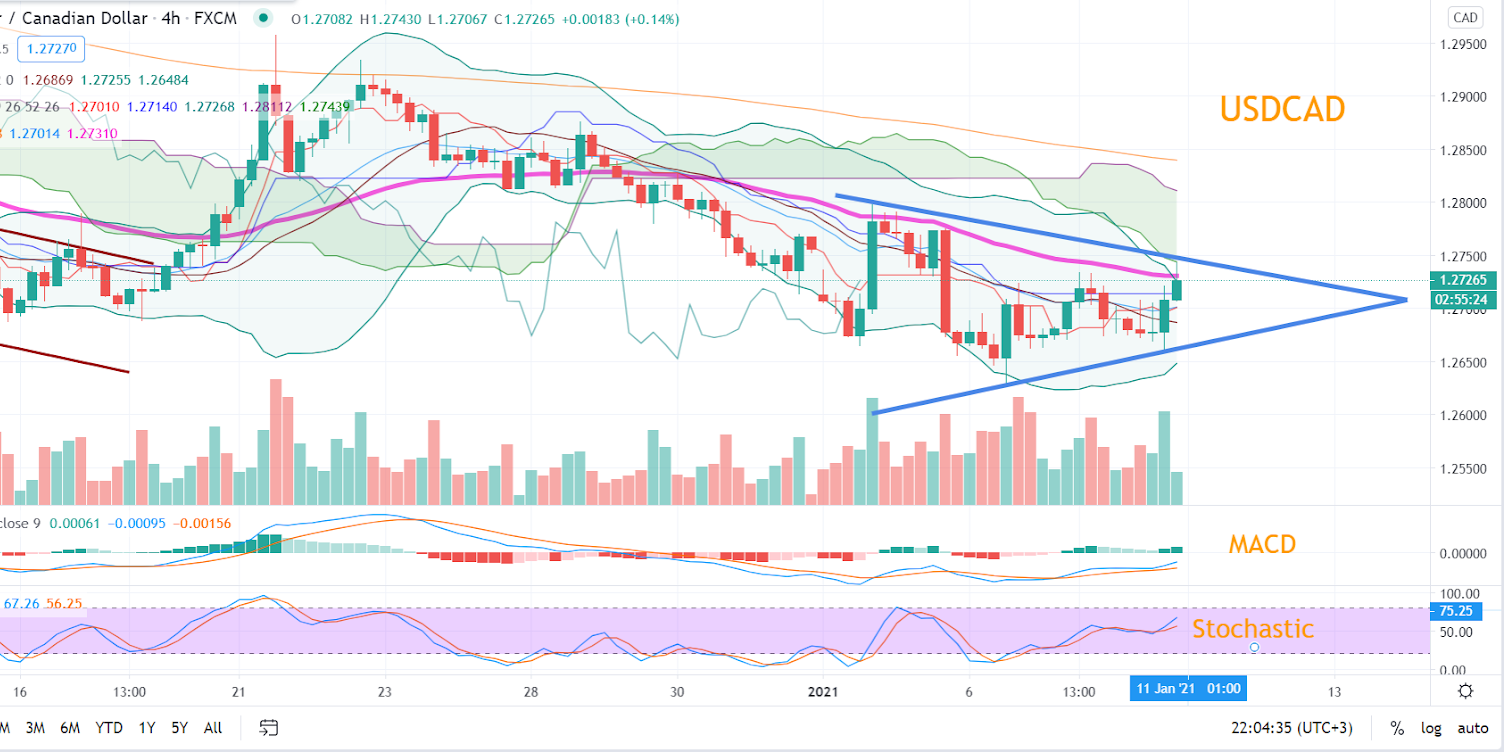 / Canadian Dollar · 4h · FXCM O1.27082 H1.27430 L1.27067 C1.27265 +0.00183 (+0.14%)
CAD
1.29500
.5 1.27270
0 1.26869 1.27255 1.26484
1.29000
USDCAD
26 52 26 1.27010 1.27140 1.27268 1.28112 1.27439
1.27014 1.27310
1.28500
1.28000
1.27500
1.27265
02:55:24
1.27000
1.26500
1.26000
1.25500
close 9 0.00061 −0.00095 −0.00156
MACD
0.00000
67.26 56.25
100.00
75.25
Stochastic
50.00
0.00
16 13:00 21 23 28 30 2021 6 13:00 11 Jan '21 01:00 13
M 3M 6M YTD 1Y 5Y All 22:04:35 (UTC+3) % log auto